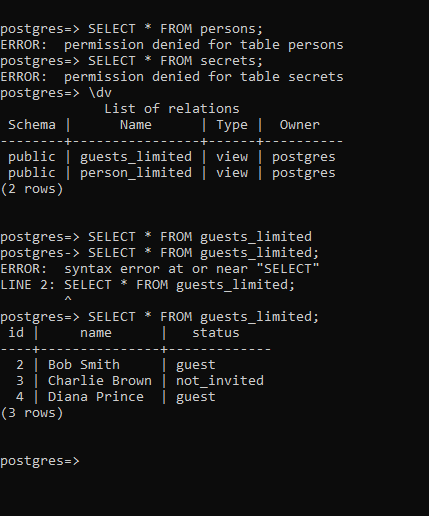 postgres=> SELECT * FROM persons;
ERROR:  permission denied for table persons
postgres=> SELECT * FROM secrets;
ERROR:  permission denied for table secrets
postgres=> \dv
             List of relations
 Schema |      Name      | Type |  Owner
--------+----------------+------+----------
 public | guests_limited | view | postgres
 public | person_limited | view | postgres
(2 rows)
postgres=> SELECT * FROM guests_limited
postgres-> SELECT * FROM guests_limited;
ERROR:  syntax error at or near "SELECT"
LINE 2: SELECT * FROM guests_limited;
        ^
postgres=> SELECT * FROM guests_limited;
 id |     name      |   status
----+---------------+-------------
  2 | Bob Smith     | guest
  3 | Charlie Brown | not_invited
  4 | Diana Prince  | guest
(3 rows)
postgres=>